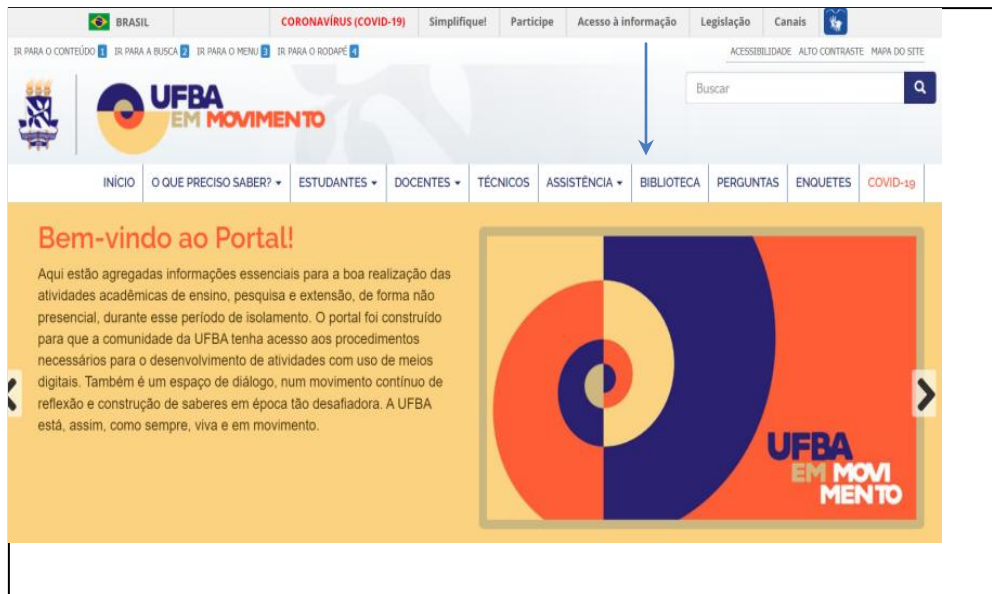 BRASIL CORONAVÍRUS (COVID-19) Simplifique! Participe Acesso à informação Legislação Canais
IR PARA O CONTEÚDO 1 IR PARA A BUSCA 2 IR PARA O MENU 3 IR PARA O RODAPÉ 4 ACESSIBILIDADE ALTO CONTRASTE MAPA DO SITE
Buscar
UFBA
EM MOVIMENTO
INÍCIO O QUE PRECISO SABER? ESTUDANTES DOCENTES TÉCNICOS ASSISTÊNCIA BIBLIOTECA PERGUNTAS ENQUETES COVID-19
Bem-vindo ao Portal!
Aqui estão agregadas informações essenciais para a boa realização das
atividades acadêmicas de ensino, pesquisa e extensão, de forma não
presencial, durante esse período de isolamento. O portal foi construído
para que a comunidade da UFBA tenha acesso aos procedimentos
necessários para o desenvolvimento de atividades com uso de meios
digitais. Também é um espaço de diálogo, num movimento contínuo de
reflexão e construção de saberes em época tão desafiadora. A UFBA
está, assim, como sempre, viva e em movimento.
UFBA
EM MOVI
MENTO